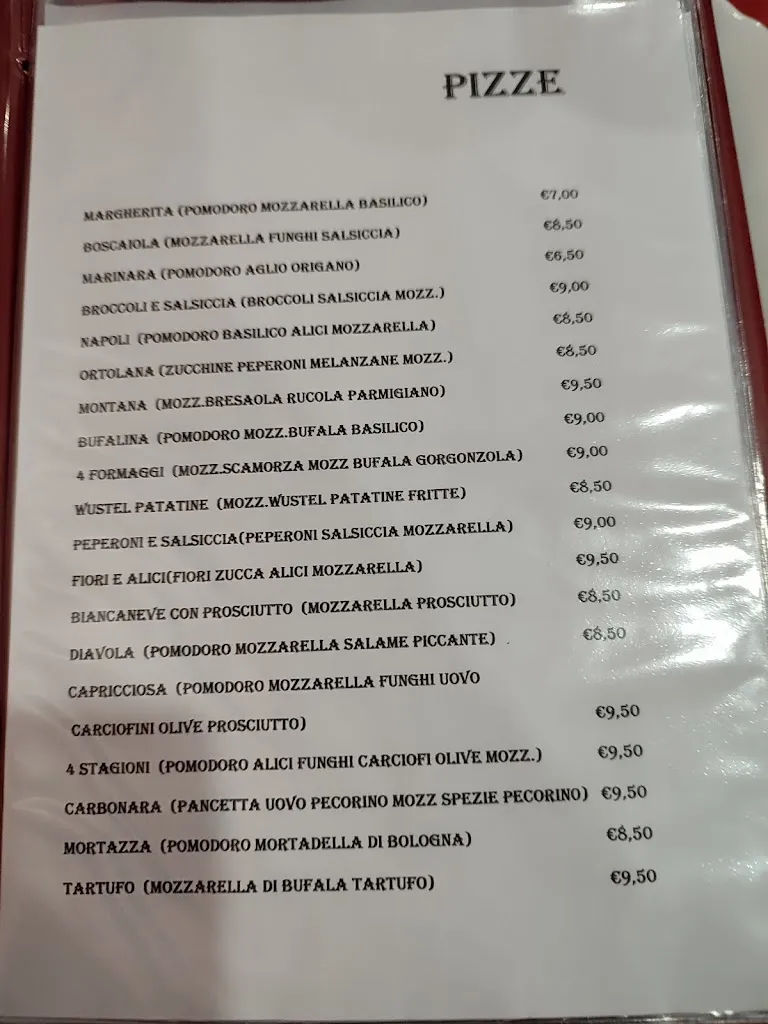 PIZZE
MARGHERITA (POMODORO MOZZARELLA BASILICO) €7,00
BOSCAIOLA (MOZZARELLA FUNGHI SALSICCIA) €8,50
MARINARA (POMODORO AGLIO ORIGANO) €6,50
BROCCOLI E SALSICCIA (BROCCOLI SALSICCIA MOZZ.) €9,00
NAPOLI (POMODORO BASILICO ALICI MOZZARELLA) €8,50
ORTOLANA (ZUCCHINE PEPERONI MELANZANE MOZZ.) €8,50
MONTANA (MOZZ.BRESAOLA RUCOLA PARMIGIANO) €9,50
BUFALINA (POMODORO MOZZ.BUFALA BASILICO) €9,00
4 FORMAGGI (MOZZ.SCAMORZA MOZZ BUFALA GORGONZOLA) €9,00
WUSTEL PATATINE (MOZZ.WUSTEL PATATINE FRITTE) €8,50
PEPERONI E SALSICCIA(PEPERONI SALSICCIA MOZZARELLA) €9,00
FIORI E ALICI(FIORI ZUCCA ALICI MOZZARELLA) €9,50
BIANCANEVE CON PROSCIUTTO (MOZZARELLA PROSCIUTTO) €8,50
DIAVOLA (POMODORO MOZZARELLA SALAME PICCANTE) . €8,50
CAPRICCIOSA (POMODORO MOZZARELLA FUNGHI UOVO
CARCIOFINI OLIVE PROSCIUTTO) €9,50
4 STAGIONI (POMODORO ALICI FUNGHI CARCIOFI OLIVE MOZZ.) €9,50
CARBONARA (PANCETTA UOVO PECORINO MOZZ SPEZIE PECORINO) €9,50
MORTAZZA (POMODORO MORTADELLA DI BOLOGNA) €8,50
TARTUFO (MOZZARELLA DI BUFALA TARTUFO) €9,50